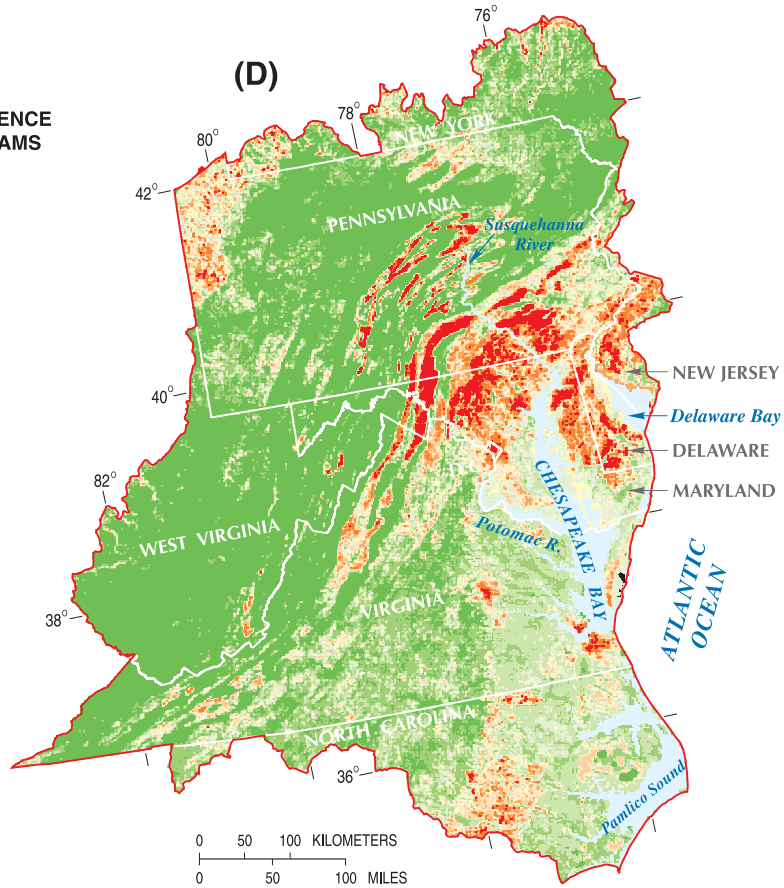 (D)
ENCE
AMS
76°
78°
80°
42°
NEW YORK
PENNSYLVANIA
Susquehanna
River
40°
NEW JERSEY
Delaware Bay
DELAWARE
MARYLAND
82°
WEST VIRGINIA
CHESAPEAKE BAY
Potomac R.
VIRGINIA
38°
ATLANTIC
OCEAN
NORTH CAROLINA
36°
Pamlico Sound
0 50 100 KILOMETERS
0 50 100 MILES